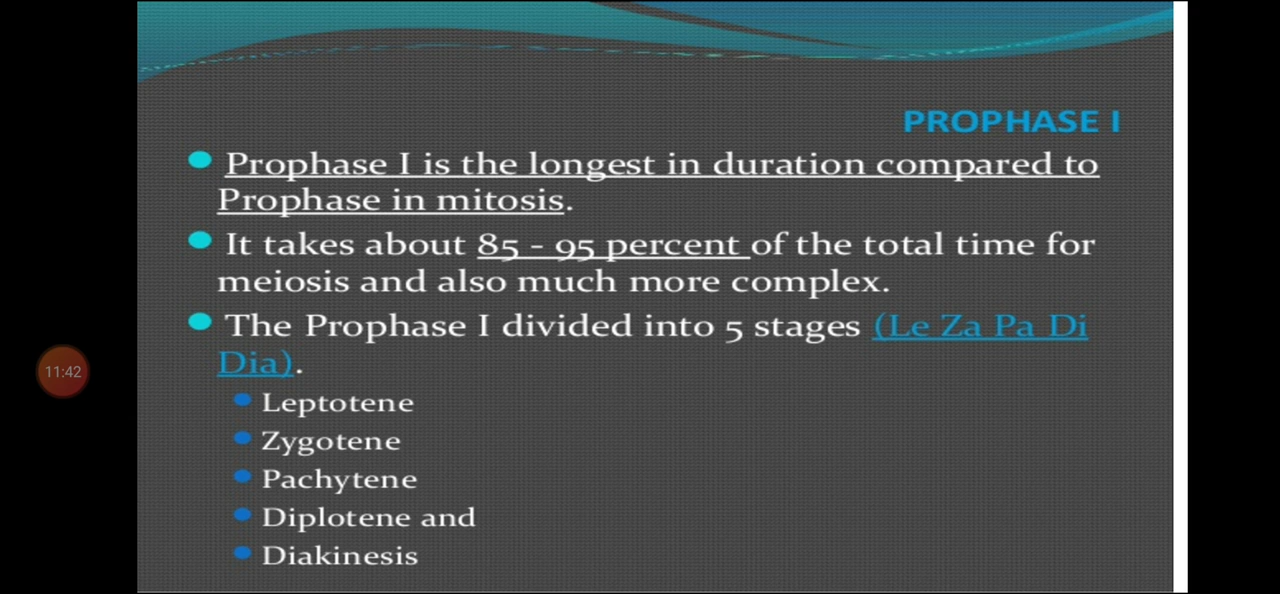 PROPHASE I
Prophase I is the longest in duration compared to
Prophase in mitosis.
It takes about 85 - 95 percent of the total time for
meiosis and also much more complex.
The Prophase I divided into 5 stages (Le Za Pa Di
Dia).
11:42
Leptotene
Zygotene
Pachytene
Diplotene and
Diakinesis